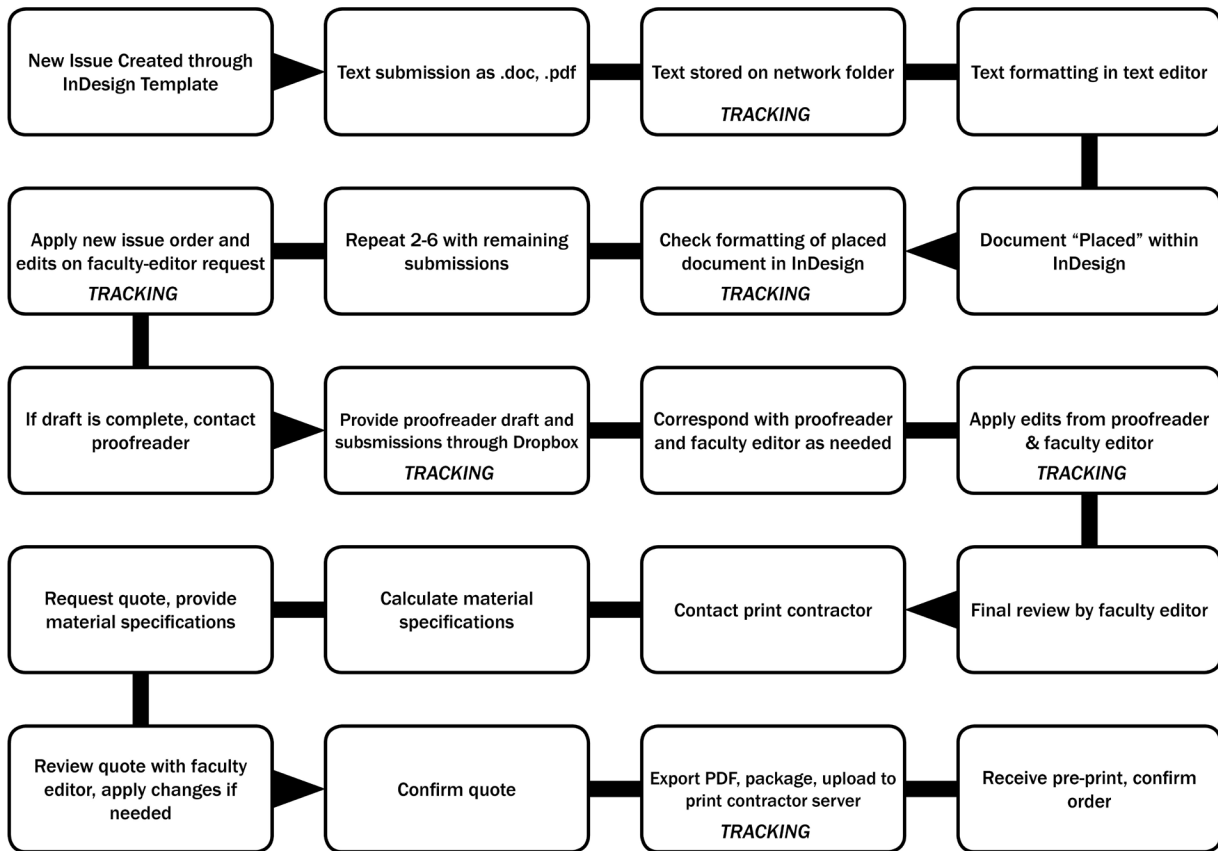 New Issue Created through
InDesign Template
Text submission as .doc, .pdf
Text stored on network folder
TRACKING
Text formatting in text editor
Document “Placed” within
InDesign
Check formatting of placed
document in InDesign
TRACKING
Repeat 2-6 with remaining
submissions
Apply new issue order and
edits on faculty-editor request
TRACKING
If draft is complete, contact
proofreader
Provide proofreader draft and
subsmissions through Dropbox
TRACKING
Correspond with proofreader
and faculty editor as needed
Apply edits from proofreader
& faculty editor
TRACKING
Final review by faculty editor
Contact print contractor
Calculate material
specifications
Request quote, provide
material specifications
Review quote with faculty
editor, apply changes if
needed
Confirm quote
Export PDF, package, upload to
print contractor server
TRACKING
Receive pre-print, confirm
order